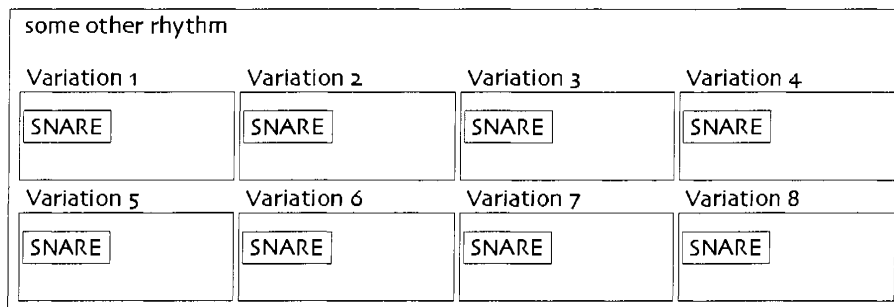 some other rhythm
Variation 1 Variation 2 Variation 3 Variation 4
SNARE SNARE SNARE SNARE
Variation 5 Variation 6 Variation 7 Variation 8
SNARE SNARE SNARE SNARE